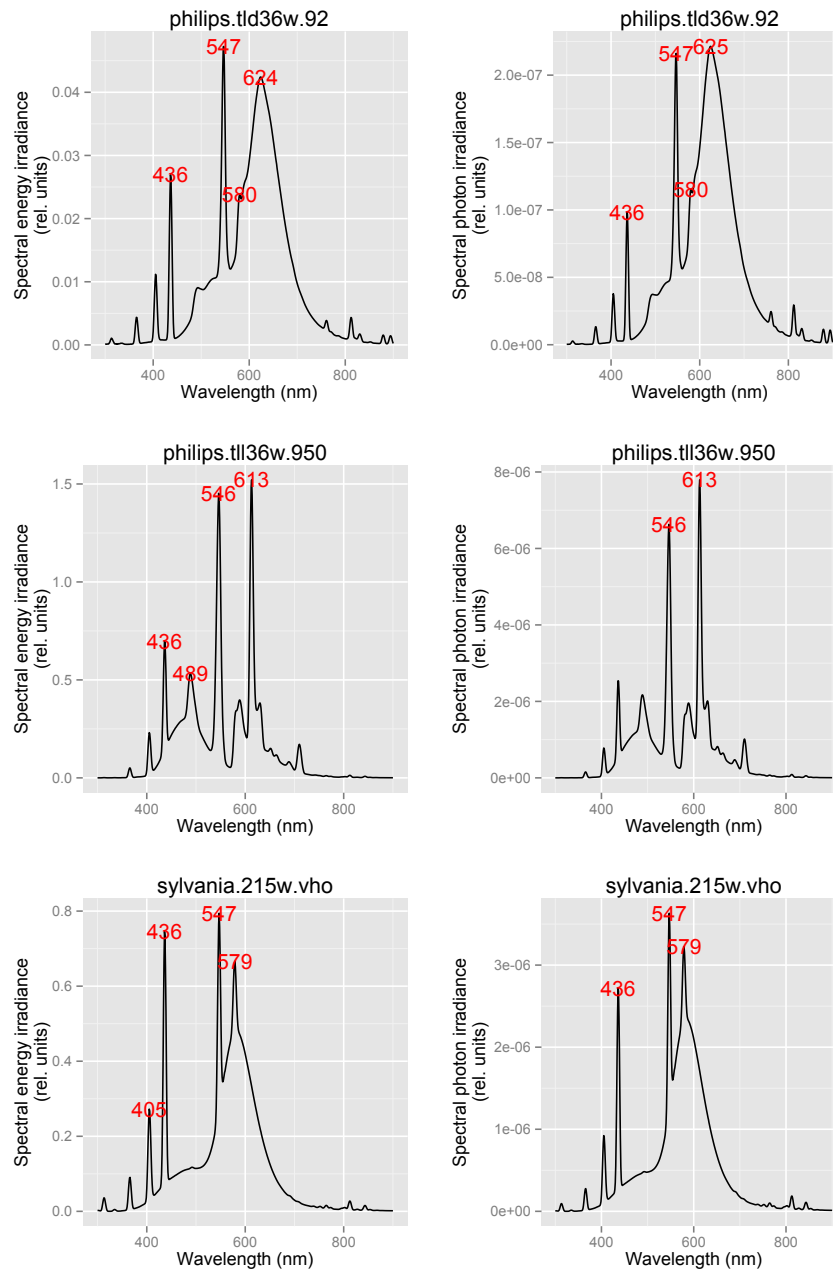 philips.tld36w.92
547
624
436
580
0.04
0.03
0.02
0.01
0.00
400
600
800
Wavelength (nm)
Spectral energy irradiance
(rel. units)
philips.tld36w.92
625
547
580
436
2.0e-07
1.5e-07
1.0e-07
5.0e-08
0.0e+00
400
600
800
Wavelength (nm)
Spectral photon irradiance
(rel. units)
philips.tll36w.950
613
546
436
489
1.5
1.0
0.5
0.0
400
600
800
Wavelength (nm)
Spectral energy irradiance
(rel. units)
philips.tll36w.950
613
546
8e-06
6e-06
4e-06
2e-06
0e+00
400
600
800
Wavelength (nm)
Spectral photon irradiance
(rel. units)
sylvania.215w.vho
547
436
579
405
0.8
0.6
0.4
0.2
0.0
400
600
800
Wavelength (nm)
Spectral energy irradiance
(rel. units)
sylvania.215w.vho
547
579
436
3e-06
2e-06
1e-06
0e+00
400
600
800
Wavelength (nm)
Spectral photon irradiance
(rel. units)